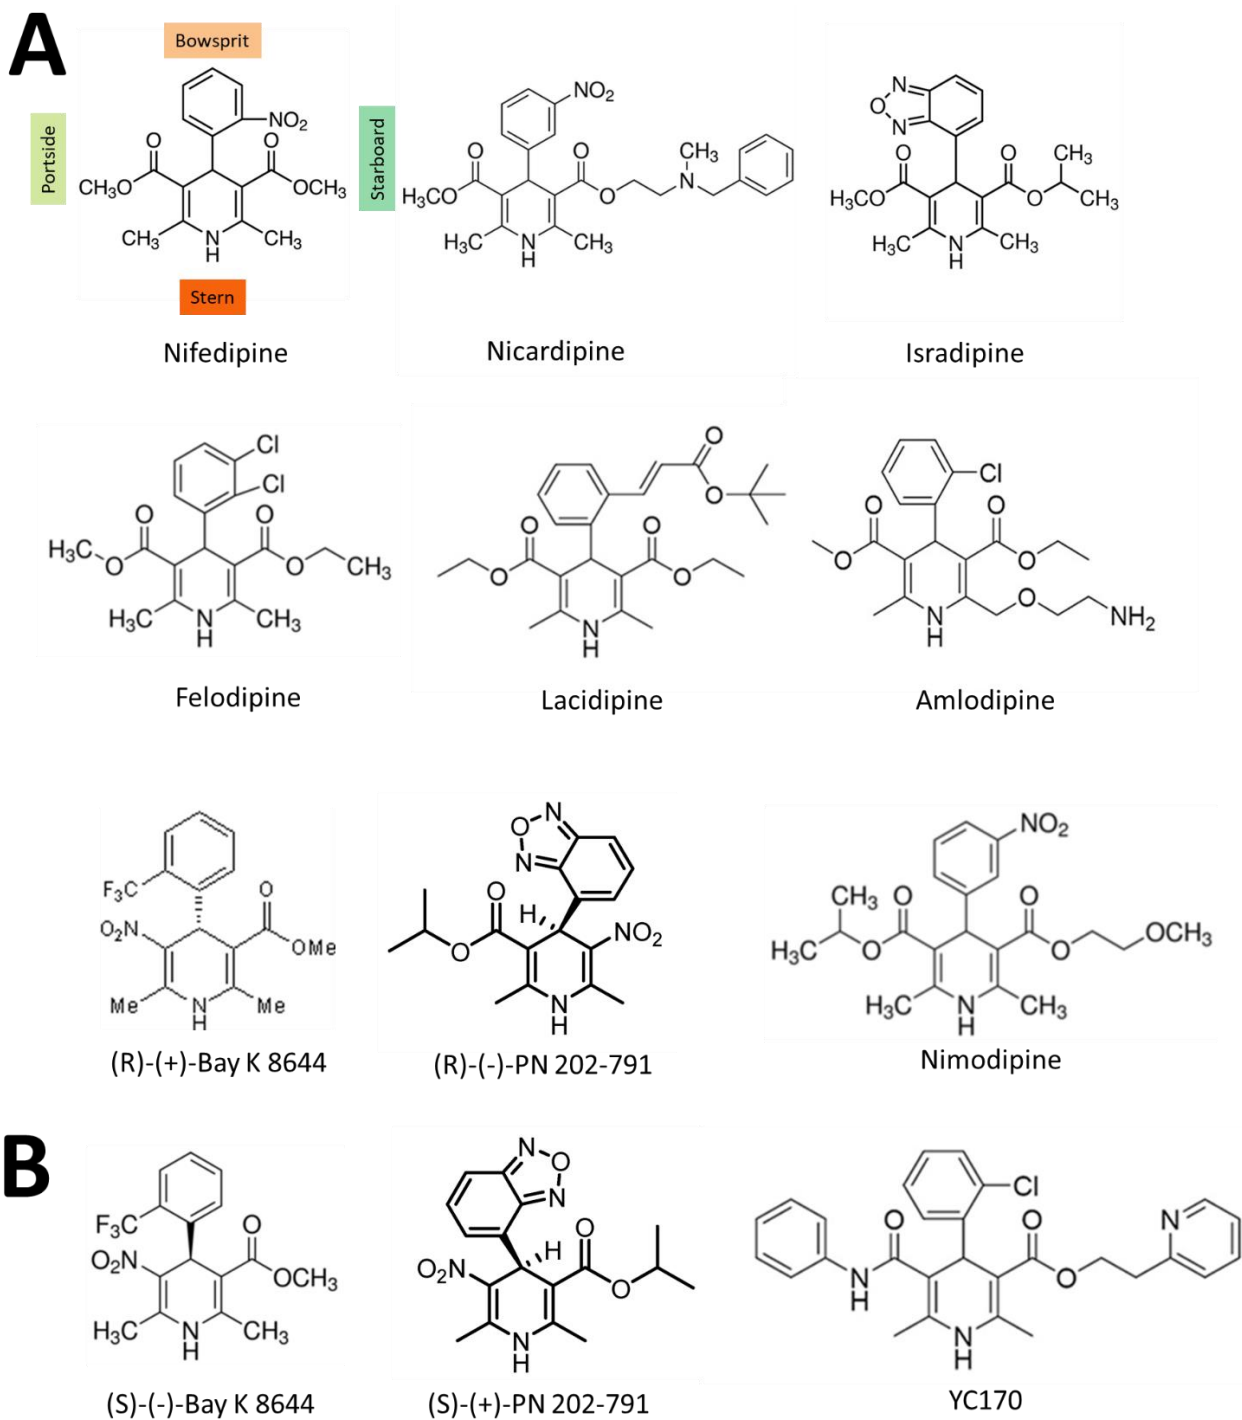 A
Bowsprit
Portside
Starboard
Stern
NO₂
O
O
CH₃O
OCH₃
CH₃
N
H
CH₃
Nifedipine
NO₂
O
O
CH₃
H₃CO
O
N
H₃C
N
H
CH₃
Nicardipine
N
O
N
O
O
CH₃
H₃CO
O
CH₃
H₃C
N
H
CH₃
Isradipine
Cl
Cl
O
O
H₃C
O
O
CH₃
H₃C
N
H
CH₃
Felodipine
O
O
O
O
O
O
N
H
Lacidipine
Cl
O
O
O
O
N
H
O
NH₂
Amlodipine
F₃C
O
O₂N
OMe
Me
N
H
Me
(R)-(+)-Bay K 8644
N
O
N
O
H
O
NO₂
N
H
(R)-(-)-PN 202-791
NO₂
CH₃
O
O
H₃C
O
O
OCH₃
H₃C
N
H
CH₃
Nimodipine
B
F₃C
O
O₂N
OCH₃
H₃C
N
H
CH₃
(S)-(-)-Bay K 8644
N
O
N
H
O
O₂N
O
N
H
(S)-(+)-PN 202-791
Cl
O
O
N
H
O
N
N
H
YC170